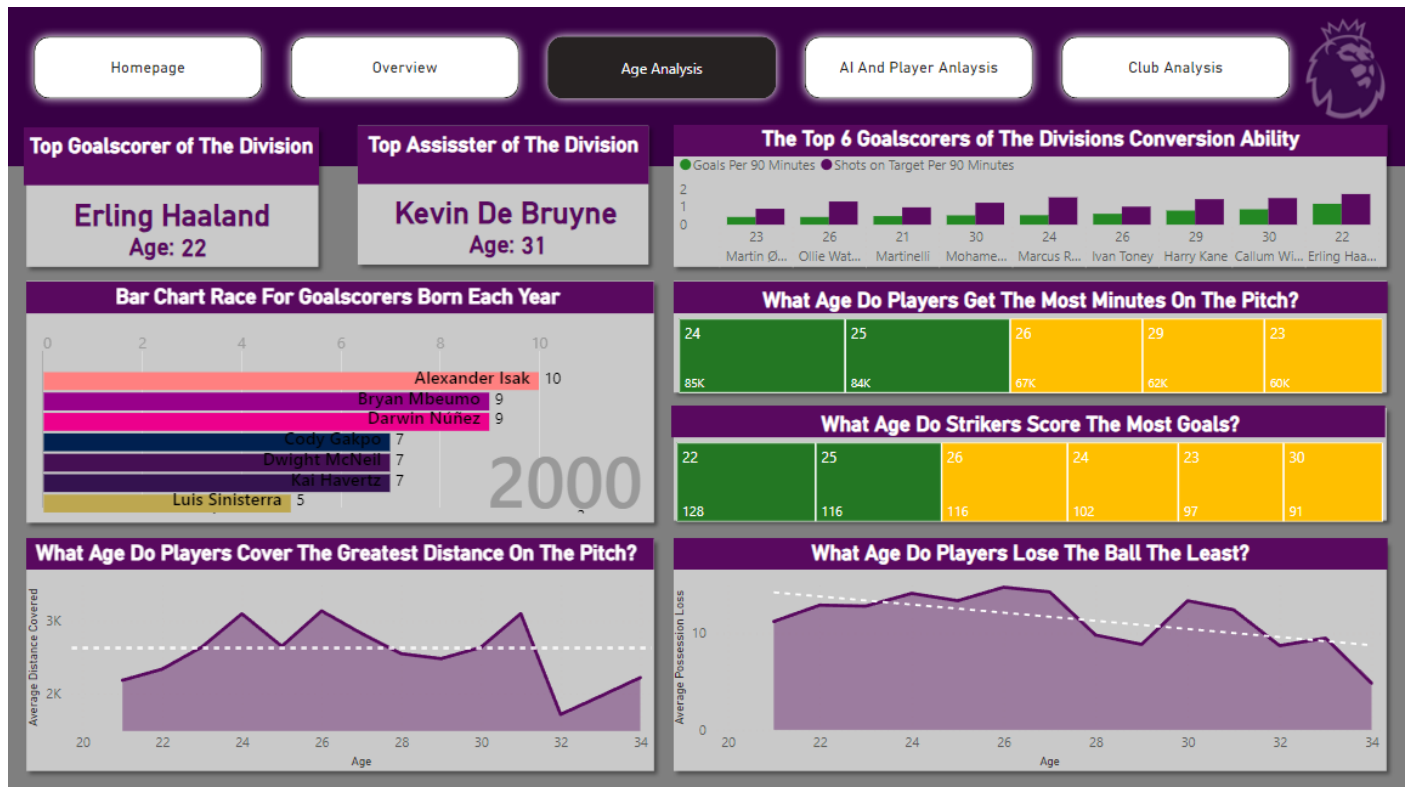 Homepage
Overview
Age Analysis
AI And Player Anlaysis
Club Analysis
Top Goalscorer of The Division
Erling Haaland
Age: 22
Top Assisster of The Division
Kevin De Bruyne
Age: 31
The Top 6 Goalscorers of The Divisions Conversion Ability
Goals Per 90 Minutes Shots on Target Per 90 Minutes
2
1
0
23 26 21 30 24 26 29 30 22
Martin Ø... Ollie Wat... Martinelli Mohame... Marcus R... Ivan Toney Harry Kane Callum Wi... Erling Haa...
Bar Chart Race For Goalscorers Born Each Year
0 2 4 6 8 10
Alexander Isak 10
Bryan Mbeumo 9
Darwin Núñez 9
Cody Gakpo 7
Dwight McNeil 7
Kai Havertz 7
Luis Sinisterra 5
2000
What Age Do Players Get The Most Minutes On The Pitch?
24 25 26 29 23
85K 84K 67K 62K 60K
What Age Do Strikers Score The Most Goals?
22 25 26 24 23 30
128 116 116 102 97 91
What Age Do Players Cover The Greatest Distance On The Pitch?
Average Distance Covered
3K
2K
20 22 24 26 28 30 32 34
Age
What Age Do Players Lose The Ball The Least?
Average Possession Loss
10
0
20 22 24 26 28 30 32 34
Age